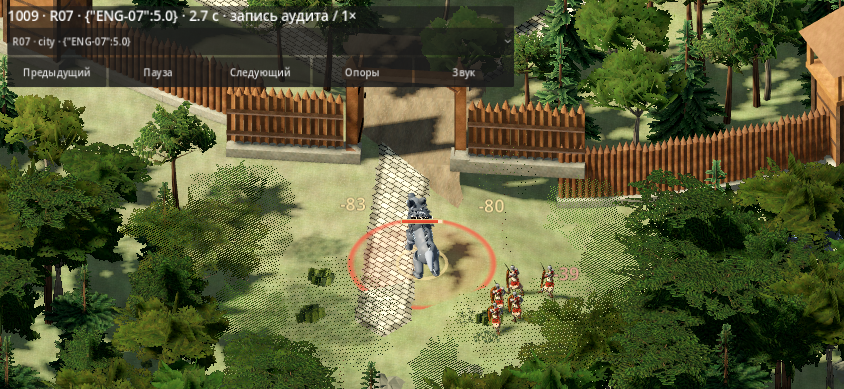 1009 · R07 · {"ENG-07":5.0} · 2.7 с · запись аудита / 1×
R07 · city · {"ENG-07":5.0}
Предыдущий Пауза Следующий Опоры Звук
-83 -80